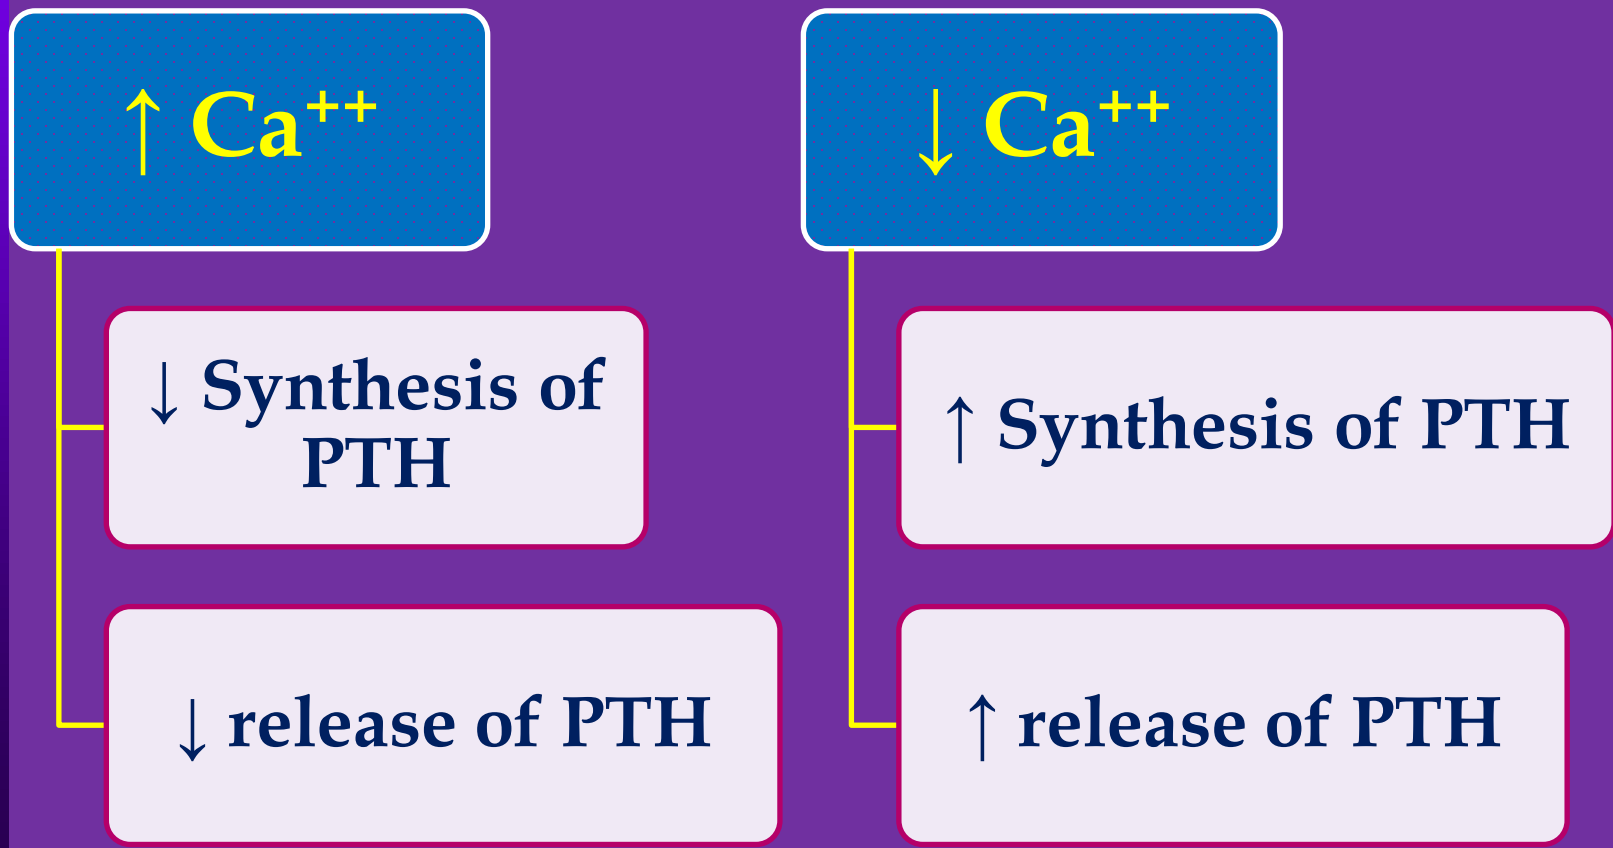 ↑ Ca⁺⁺
↓ Synthesis of
PTH
↓ release of PTH
↓ Ca⁺⁺
↑ Synthesis of PTH
↑ release of PTH